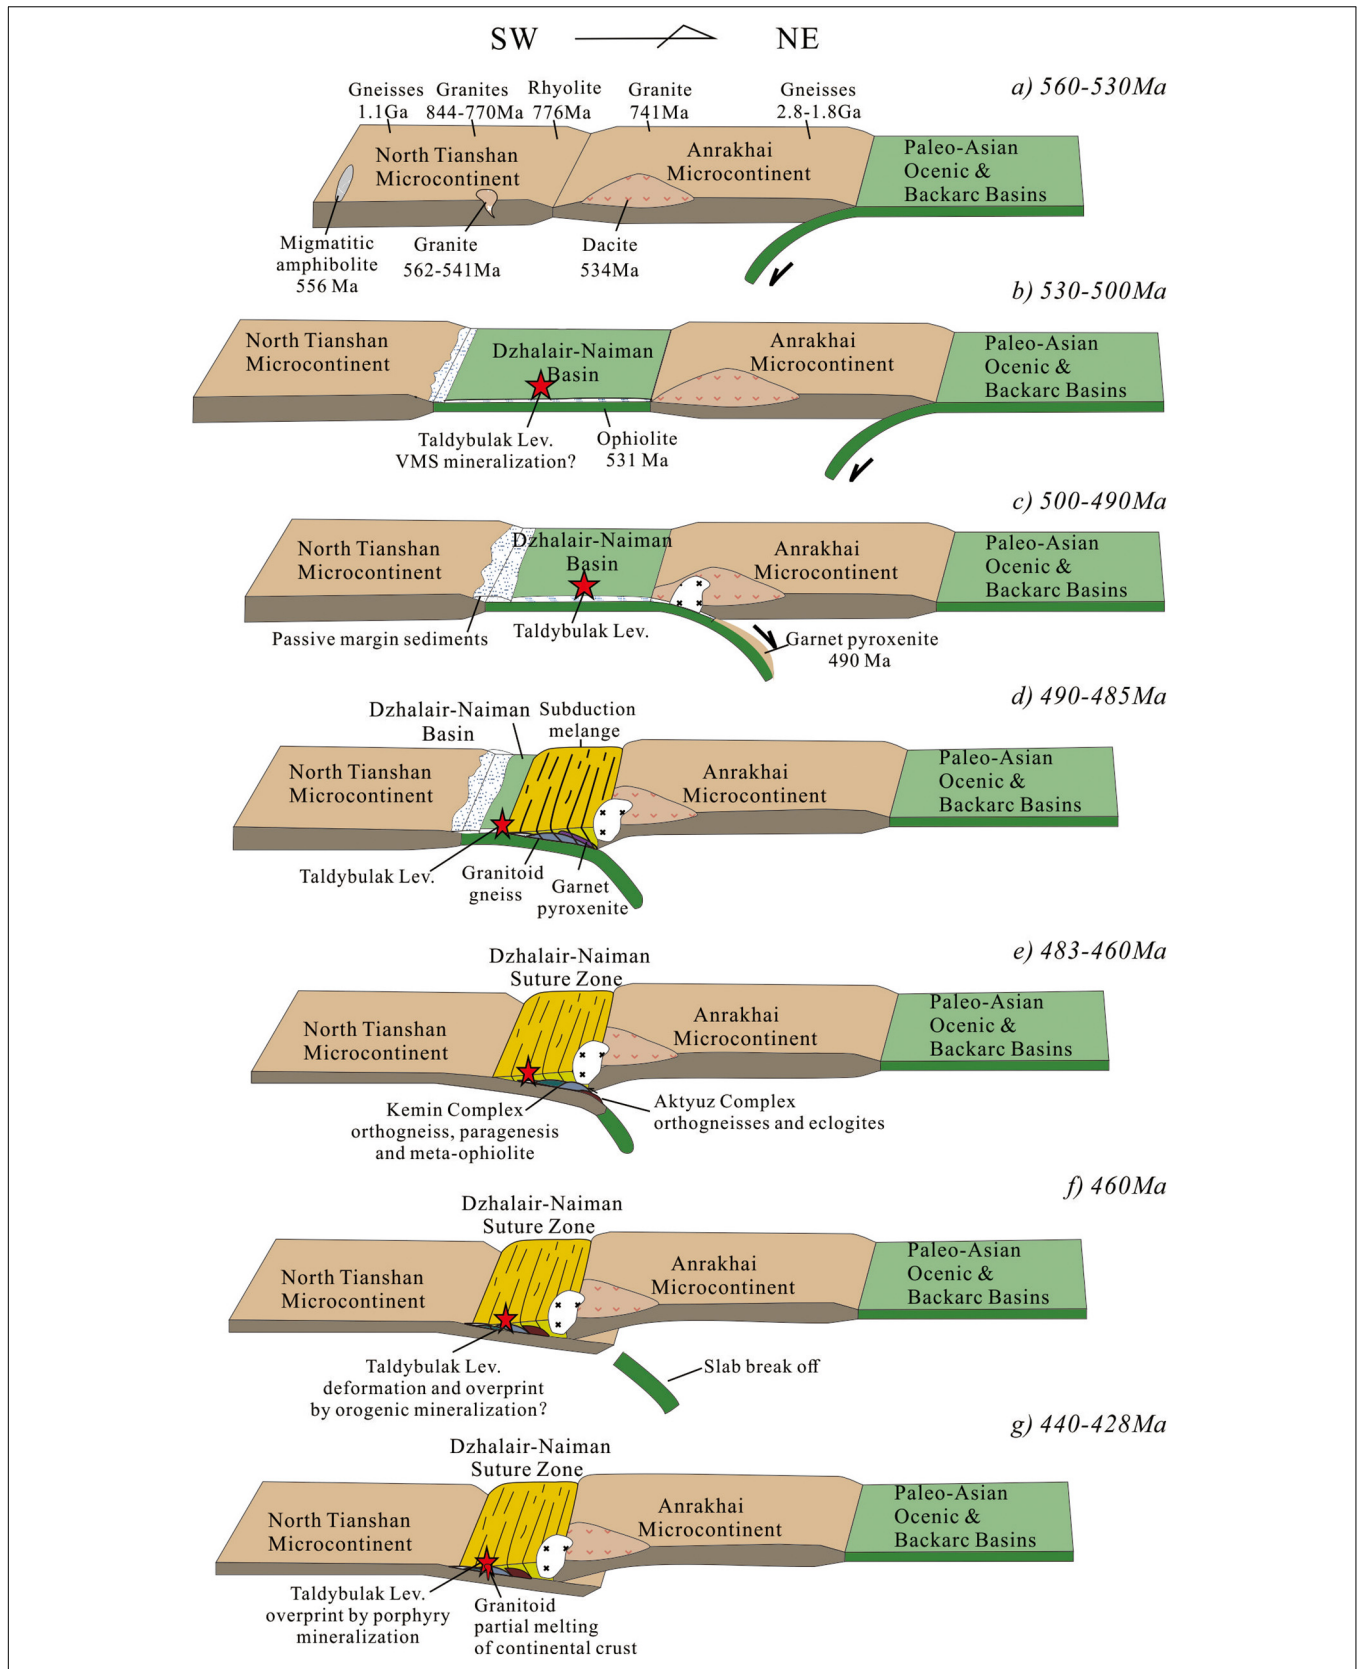 SW
NE
a) 560-530Ma
Gneisses
1.1Ga
Granites
844-770Ma
Rhyolite
776Ma
Granite
741Ma
Gneisses
2.8-1.8Ga
North Tianshan
Microcontinent
Anrakhai
Microcontinent
Paleo-Asian
Ocenic &
Backarc Basins
Migmatitic
amphibolite
556 Ma
Granite
562-541Ma
Dacite
534Ma
b) 530-500Ma
North Tianshan
Microcontinent
Dzhalair-Naiman
Basin
Anrakhai
Microcontinent
Paleo-Asian
Ocenic &
Backarc Basins
Taldybulak Lev.
VMS mineralization?
Ophiolite
531 Ma
c) 500-490Ma
North Tianshan
Microcontinent
Dzhalair-Naiman
Basin
Anrakhai
Microcontinent
Paleo-Asian
Ocenic &
Backarc Basins
Passive margin sediments
Taldybulak Lev.
Garnet pyroxenite
490 Ma
d) 490-485Ma
Dzhalair-Naiman
Basin
Subduction
melange
North Tianshan
Microcontinent
Anrakhai
Microcontinent
Paleo-Asian
Ocenic &
Backarc Basins
Taldybulak Lev.
Granitoid
gneiss
Garnet
pyroxenite
e) 483-460Ma
Dzhalair-Naiman
Suture Zone
North Tianshan
Microcontinent
Anrakhai
Microcontinent
Paleo-Asian
Ocenic &
Backarc Basins
Kemin Complex
orthogneiss, paragenesis
and meta-ophiolite
Aktyuz Complex
orthogneisses and eclogites
f) 460Ma
Dzhalair-Naiman
Suture Zone
North Tianshan
Microcontinent
Anrakhai
Microcontinent
Paleo-Asian
Ocenic &
Backarc Basins
Taldybulak Lev.
deformation and overprint
by orogenic mineralization?
Slab break off
g) 440-428Ma
Dzhalair-Naiman
Suture Zone
North Tianshan
Microcontinent
Anrakhai
Microcontinent
Paleo-Asian
Ocenic &
Backarc Basins
Taldybulak Lev.
overprint by porphyry
mineralization
Granitoid
partial melting
of continental crust